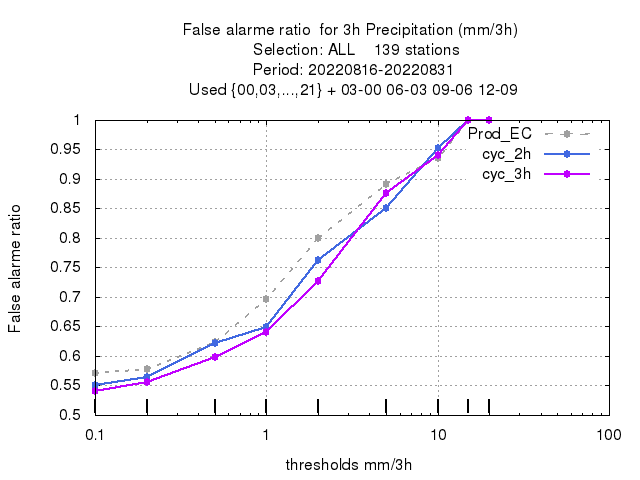 False alarme ratio  for 3h Precipitation (mm/3h)
Selection: ALL    139 stations
Period: 20220816-20220831
Used {00,03,...,21} + 03-00 06-03 09-06 12-09
1
0.95
0.9
0.85
0.8
0.75
0.7
0.65
0.6
0.55
0.5
False alarme ratio
Prod_EC
cyc_2h
cyc_3h
0.1 1 10 100
thresholds mm/3h